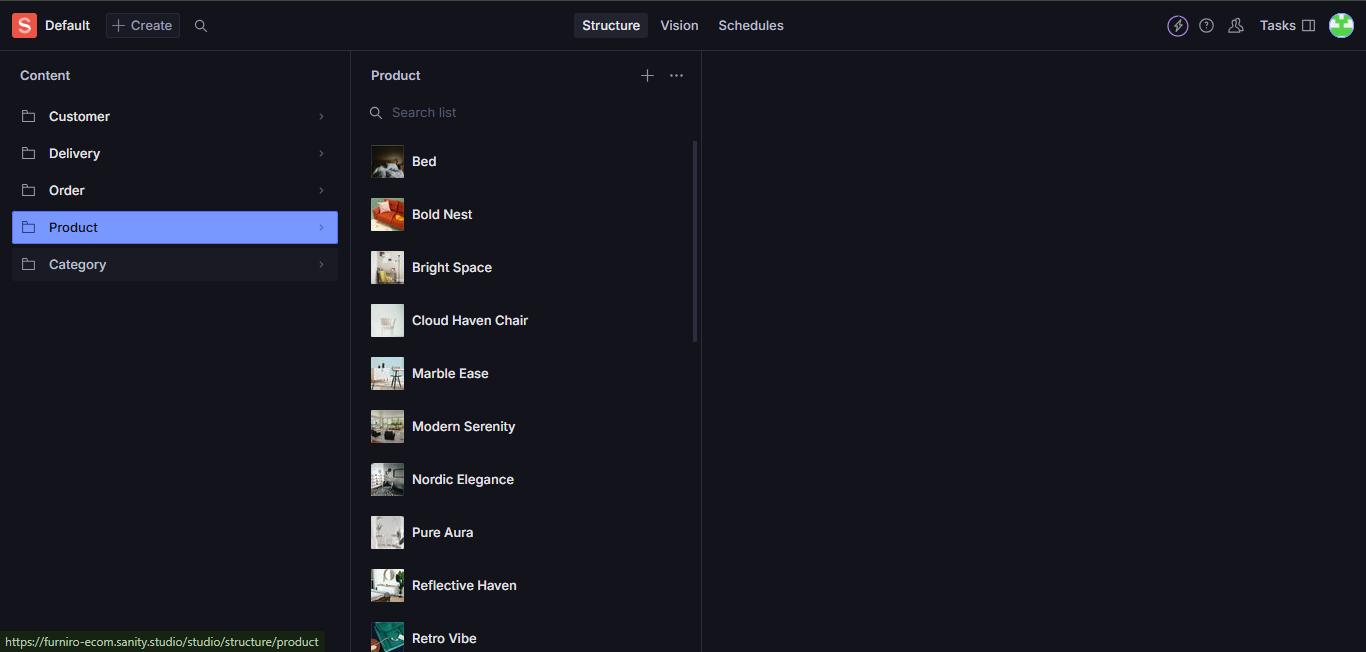 S Default
Create
Structure
Vision
Schedules
Tasks
Content
Customer
Delivery
Order
Product
Category
Product
Search list
Bed
Bold Nest
Bright Space
Cloud Haven Chair
Marble Ease
Modern Serenity
Nordic Elegance
Pure Aura
Reflective Haven
Retro Vibe
https://furniro-ecom.sanity.studio/studio/structure/product